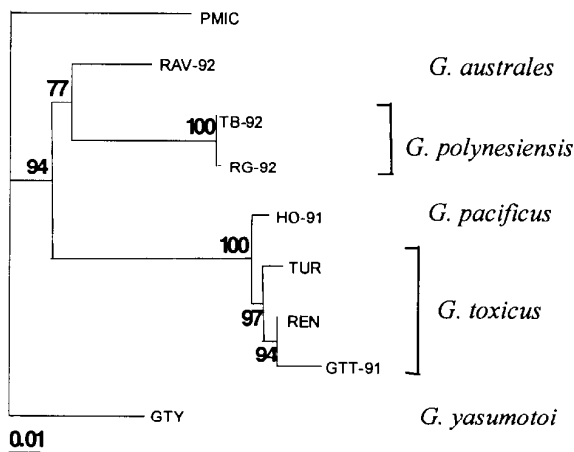 PMIC
RAV-92 G. australes
77
100 TB-92
G. polynesiensis
94 RG-92
HO-91 G. pacificus
100
TUR
G. toxicus
97 REN
94
GTT-91
GTY G. yasumotoi
0.01